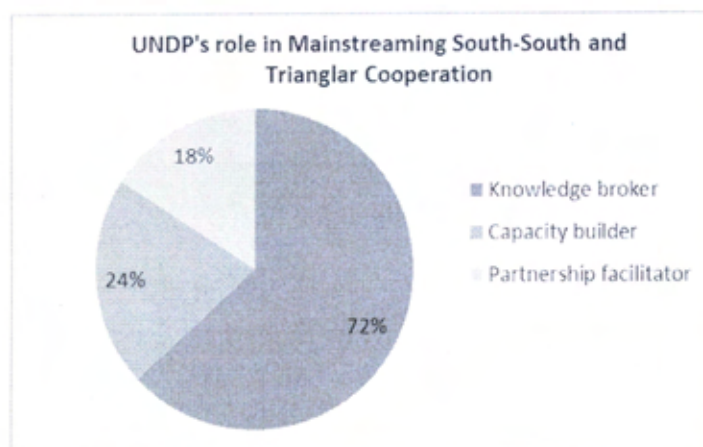 UNDP's role in Mainstreaming South-South and
Trianglar Cooperation
18%
24%
72%
Knowledge broker
Capacity builder
Partnership facilitator